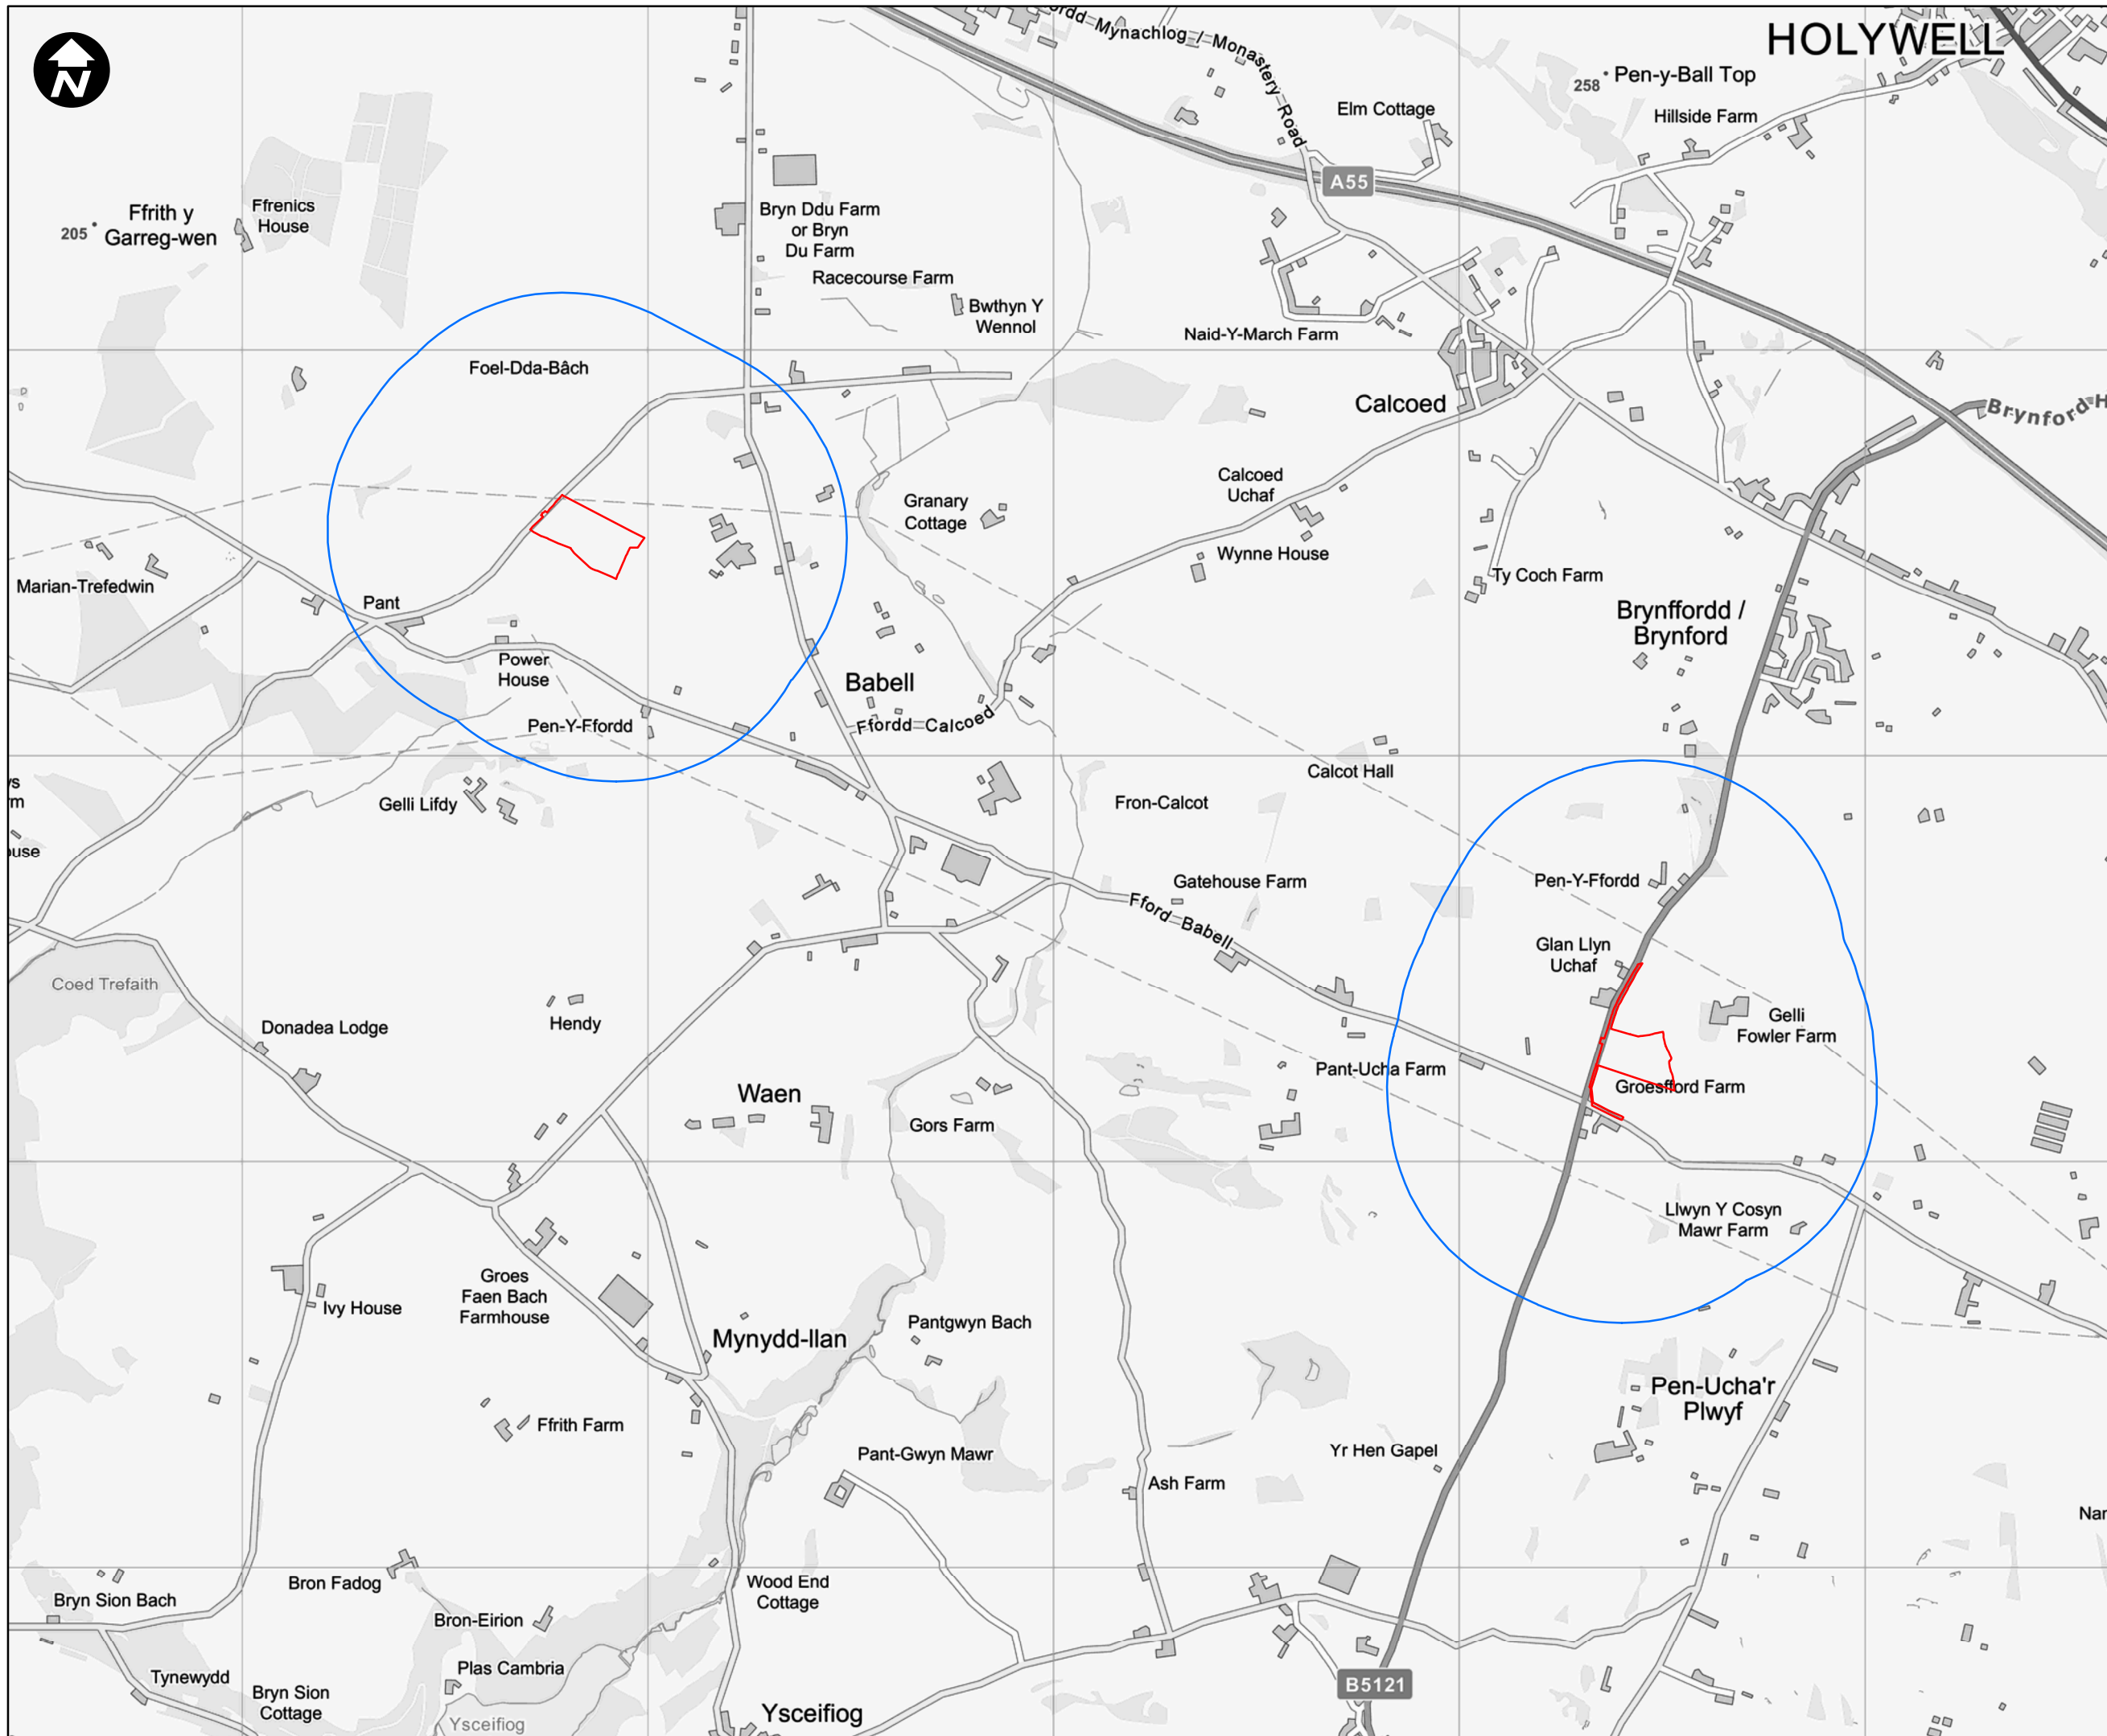 N
Ffordd Mynachlog / Monastery Road
HOLYWELL
258
Pen-y-Ball Top
Elm Cottage
Hillside Farm
A55
Ffrith y
Garreg-wen
205
Ffrenics
House
Bryn Ddu Farm
or Bryn
Du Farm
Racecourse Farm
Bwthyn Y
Wennol
Naid-Y-March Farm
Foel-Dda-Bâch
Calcoed
Brynford H
Calcoed
Uchaf
Granary
Cottage
Wynne House
Ty Coch Farm
Marian-Trefedwin
Pant
Brynffordd /
Brynford
Power
House
Babell
Ffordd Calcoed
Pen-Y-Ffordd
Calcot Hall
Gelli Lifdy
Fron-Calcot
Gatehouse Farm
Pen-Y-Ffordd
Fford Babell
Glan Llyn
Uchaf
Coed Trefaith
Donadea Lodge
Hendy
Gelli
Fowler Farm
Pant-Ucha Farm
Groesfford Farm
Waen
Gors Farm
Llwyn Y Cosyn
Mawr Farm
Groes
Faen Bach
Farmhouse
Ivy House
Mynydd-llan
Pantgwyn Bach
Pen-Ucha'r
Plwyf
Ffrith Farm
Pant-Gwyn Mawr
Yr Hen Gapel
Ash Farm
Bron Fadog
Wood End
Cottage
Bryn Sion Bach
Bron-Eirion
Tynewydd
Plas Cambria
Bryn Sion
Cottage
B5121
Ysceifiog
Ysceifiog